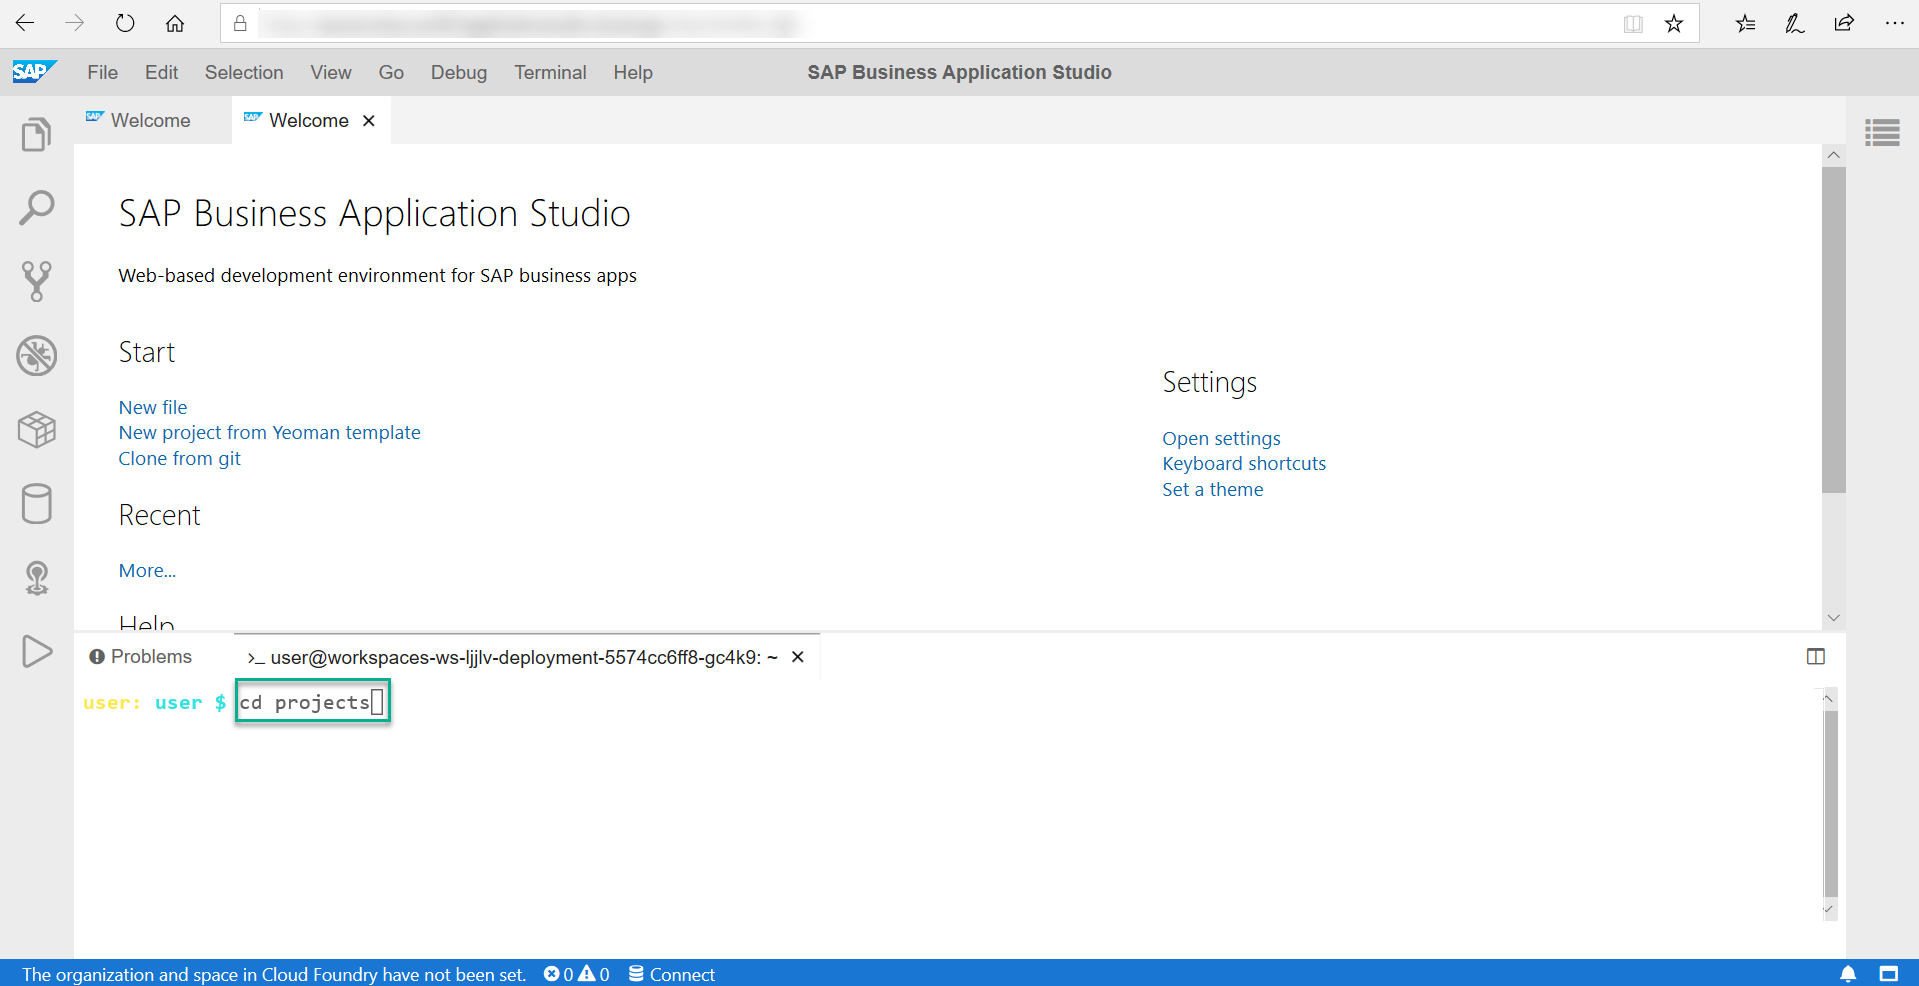 SAP File Edit Selection View Go Debug Terminal Help SAP Business Application Studio
SAP Welcome SAP Welcome ×
SAP Business Application Studio
Web-based development environment for SAP business apps
Start
New file
New project from Yeoman template
Clone from git
Recent
More...
Help
Settings
Open settings
Keyboard shortcuts
Set a theme
Problems >_ user@workspaces-ws-ljjlv-deployment-5574cc6ff8-gc4k9: ~ ×
user: user $ cd projects
The organization and space in Cloud Foundry have not been set. 0 0 Connect